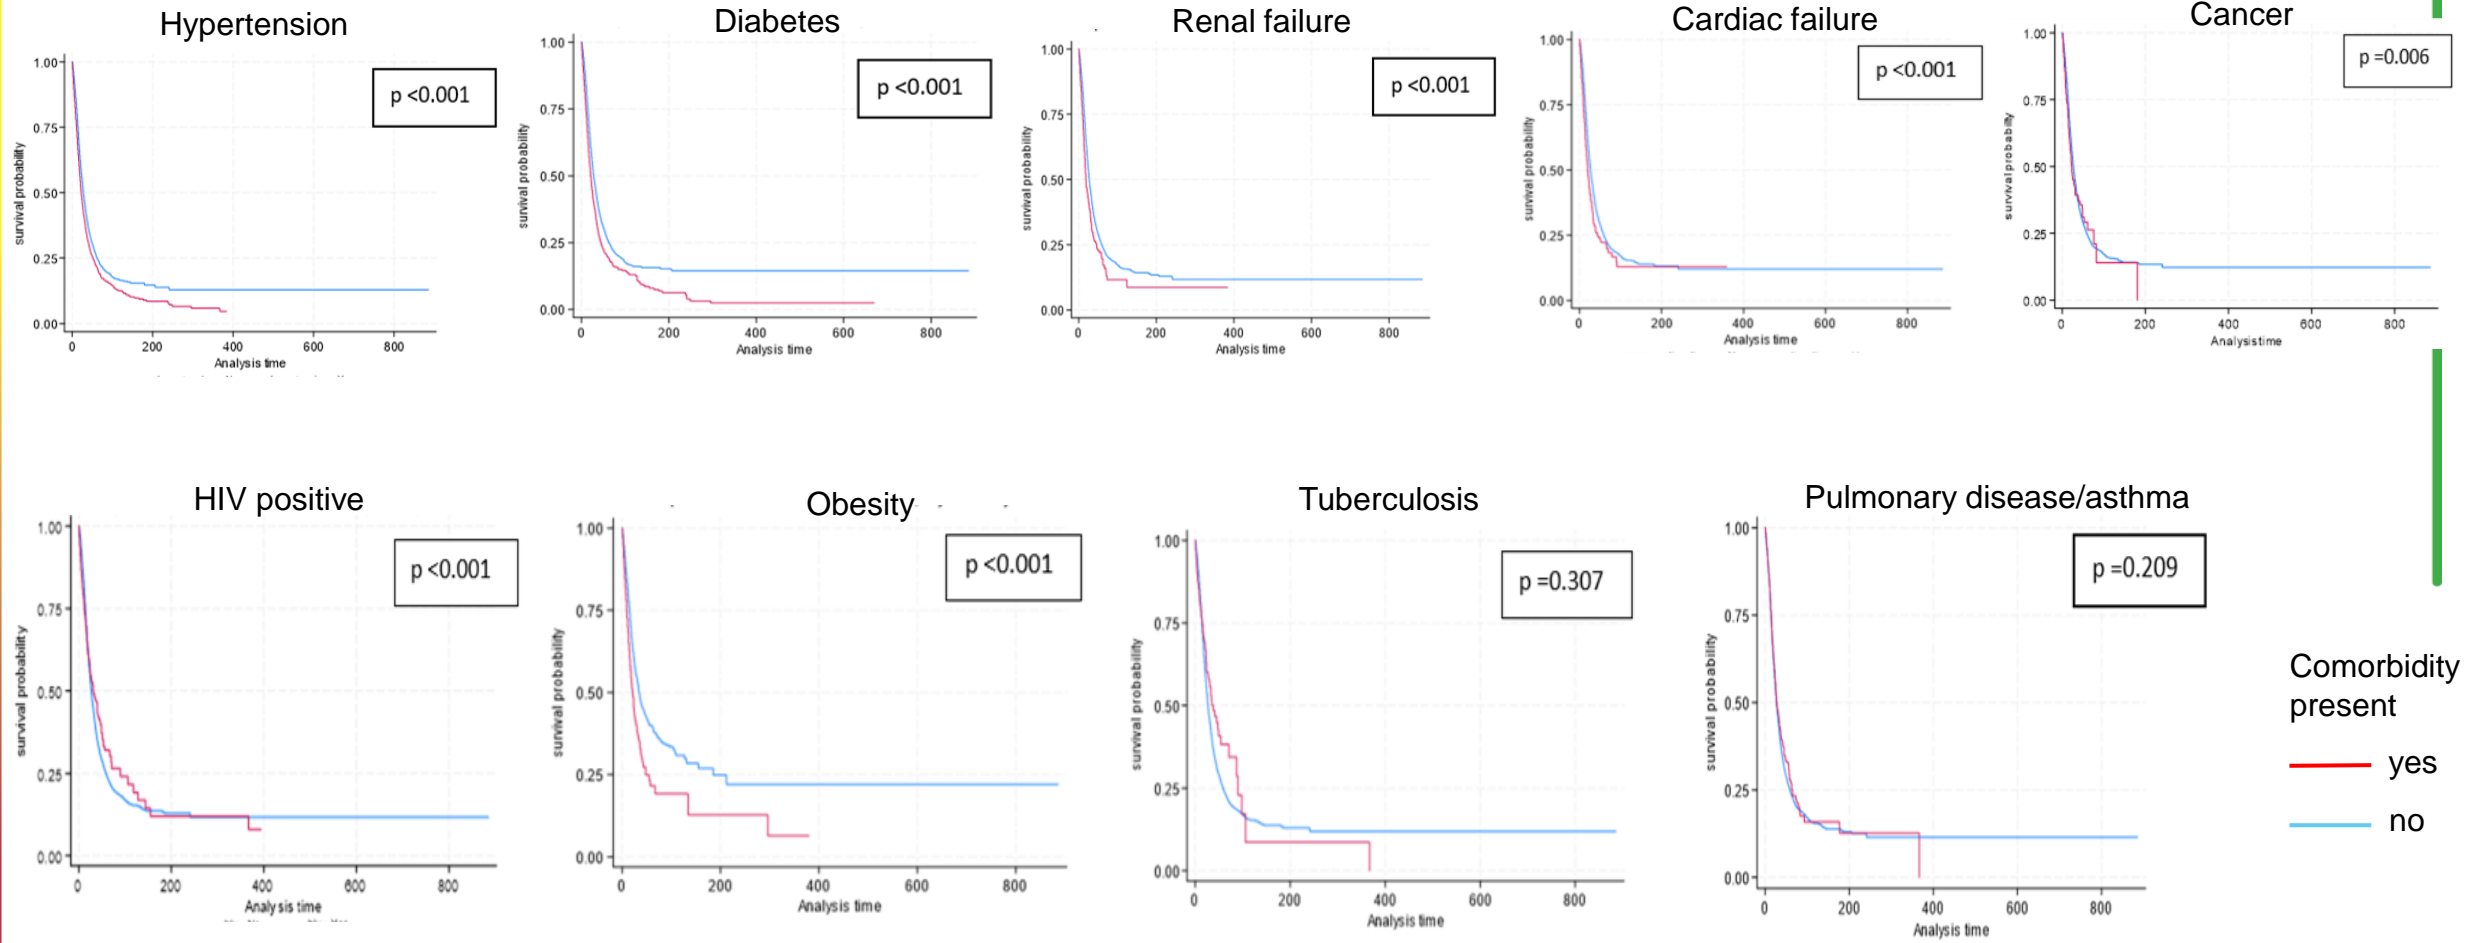 Hypertension
1.00
0.75
0.50
0.25
0.00
survival probability
p <0.001
0 200 400 600 800
Analysis time
Diabetes
1.00
0.75
0.50
0.25
0.00
survival probability
p <0.001
0 200 400 600 800
Analysis time
Renal failure
1.00
0.75
0.50
0.25
0.00
survival probability
p <0.001
0 200 400 600 800
Analysis time
Cardiac failure
1.00
0.75
0.50
0.25
0.00
survival probability
p <0.001
0 200 400 600 800
Analysis time
Cancer
1.00
0.75
0.50
0.25
0.00
survival probability
p =0.006
0 200 400 600 800
Analysis time
HIV positive
1.00
0.75
0.50
0.25
0.00
survival probability
p <0.001
0 200 400 600 800
Analysis time
Obesity
1.00
0.75
0.50
0.25
0.00
survival probability
p <0.001
0 200 400 600 800
Analysis time
Tuberculosis
1.00
0.75
0.50
0.25
0.00
survival probability
p =0.307
0 200 400 600 800
Analysis time
Pulmonary disease/asthma
1.00
0.75
0.50
0.25
0.00
survival probability
p =0.209
0 200 400 600 800
Analysis time
Comorbidity
present
yes
no